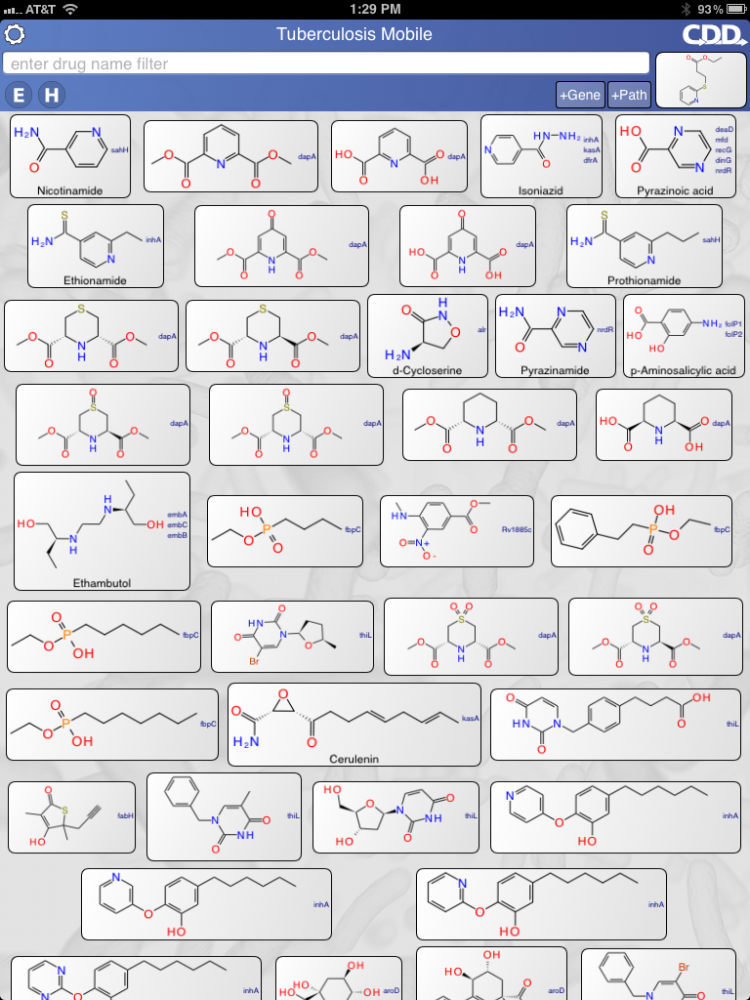 AT&T 1:29 PM 93%
Tuberculosis Mobile
CDD
enter drug name filter
E H +Gene +Path
sahH
Nicotinamide
dapA
dapA
inhA
kasA
dfrA
Isoniazid
deaD
mfd
recG
dinG
nrdR
Pyrazinoic acid
inhA
Ethionamide
dapA
dapA
sahH
Prothionamide
dapA
dapA
alr
d-Cycloserine
nrdR
Pyrazinamide
folP1
folP2
p-Aminosalicylic acid
dapA
dapA
dapA
dapA
embA
embC
embB
Ethambutol
fbpC
Rv1885c
fbpC
fbpC
thiL
dapA
dapA
fbpC
kasA
Cerulenin
thiL
fabH
thiL
thiL
inhA
inhA
inhA
inhA
aroD
aroD
thiL